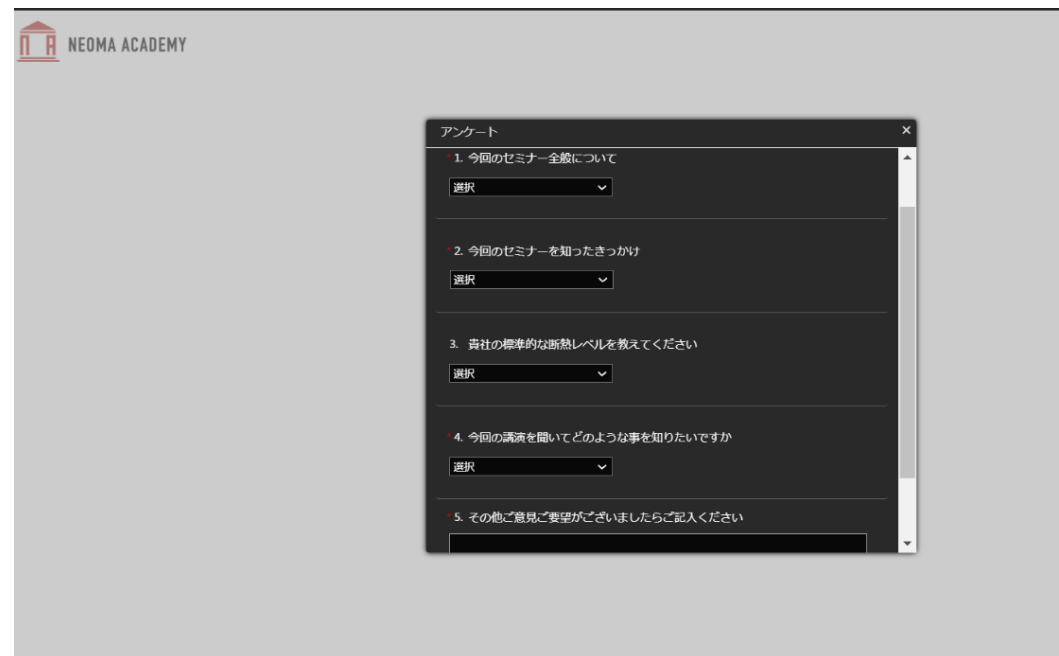 NEOMA ACADEMY
アンケート ×
*1. 今回のセミナー全般について
選択
*2. 今回のセミナーを知ったきっかけ
選択
3. 貴社の標準的な断熱レベルを教えてください
選択
*4. 今回の講演を聞いてどのような事を知りたいですか
選択
*5. その他ご意見ご要望がございましたらご記入ください